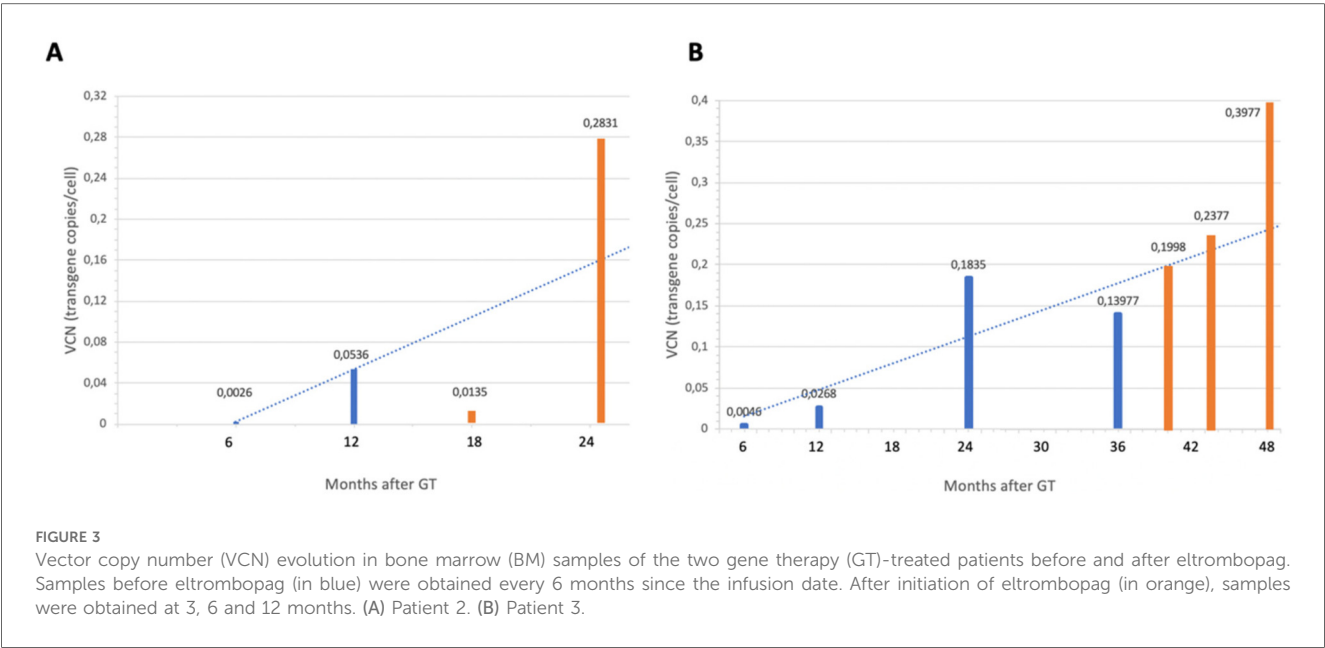 A
VCN (transgene copies/cell)
0,32
0,28
0,24
0,2
0,16
0,12
0,08
0,04
0
0,0026
0,0536
0,0135
0,2831
6 12 18 24
Months after GT
B
VCN (transgene copies/cell)
0,4
0,35
0,3
0,25
0,2
0,15
0,1
0,05
0
0,0046
0,0268
0,1835
0,13977
0,1998
0,2377
0,3977
6 12 18 24 30 36 42 48
Months after GT
FIGURE 3
Vector copy number (VCN) evolution in bone marrow (BM) samples of the two gene therapy (GT)-treated patients before and after eltrombopag.
Samples before eltrombopag (in blue) were obtained every 6 months since the infusion date. After initiation of eltrombopag (in orange), samples
were obtained at 3, 6 and 12 months. (A) Patient 2. (B) Patient 3.